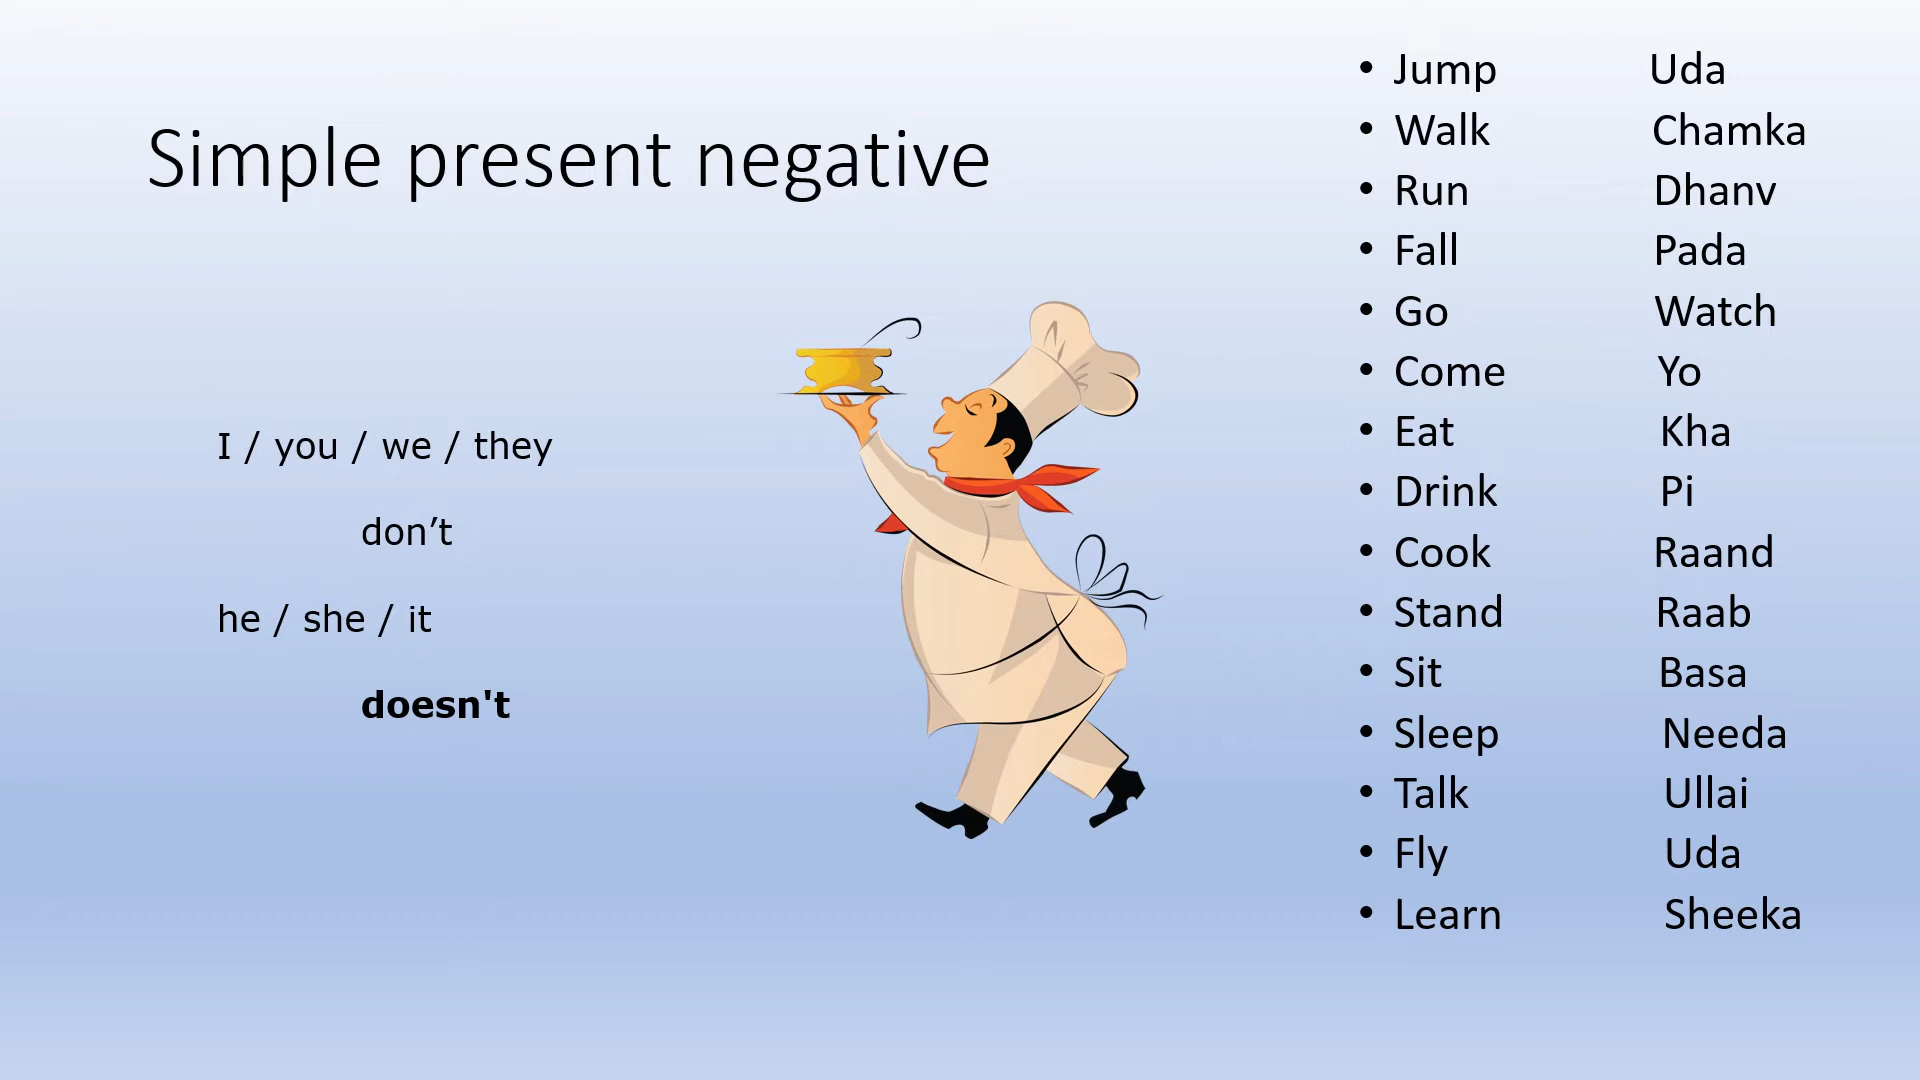 Simple present negative
I / you / we / they
don’t
he / she / it
doesn't
• Jump Uda
• Walk Chamka
• Run Dhanv
• Fall Pada
• Go Watch
• Come Yo
• Eat Kha
• Drink Pi
• Cook Raand
• Stand Raab
• Sit Basa
• Sleep Needa
• Talk Ullai
• Fly Uda
• Learn Sheeka